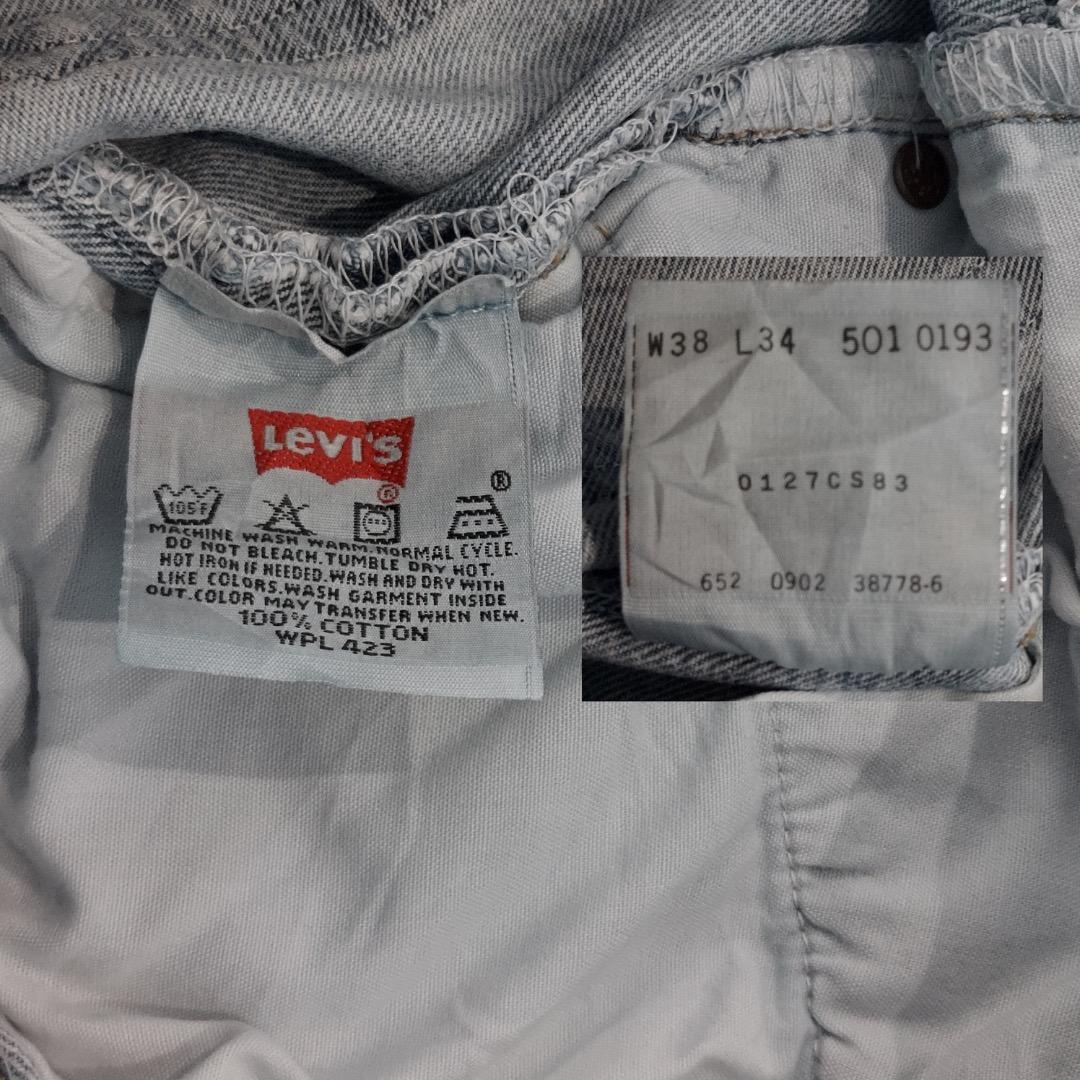 LEVI'S
®
®
105F
MACHINE WASH WARM.NORMAL CYCLE.
DO NOT BLEACH.TUMBLE DRY HOT.
HOT IRON IF NEEDED.WASH AND DRY WITH
LIKE COLORS.WASH GARMENT INSIDE
OUT.COLOR MAY TRANSFER WHEN NEW.
100% COTTON
WPL 423
W38 L34 501 0193
0127CS83
652 0902 38778-6